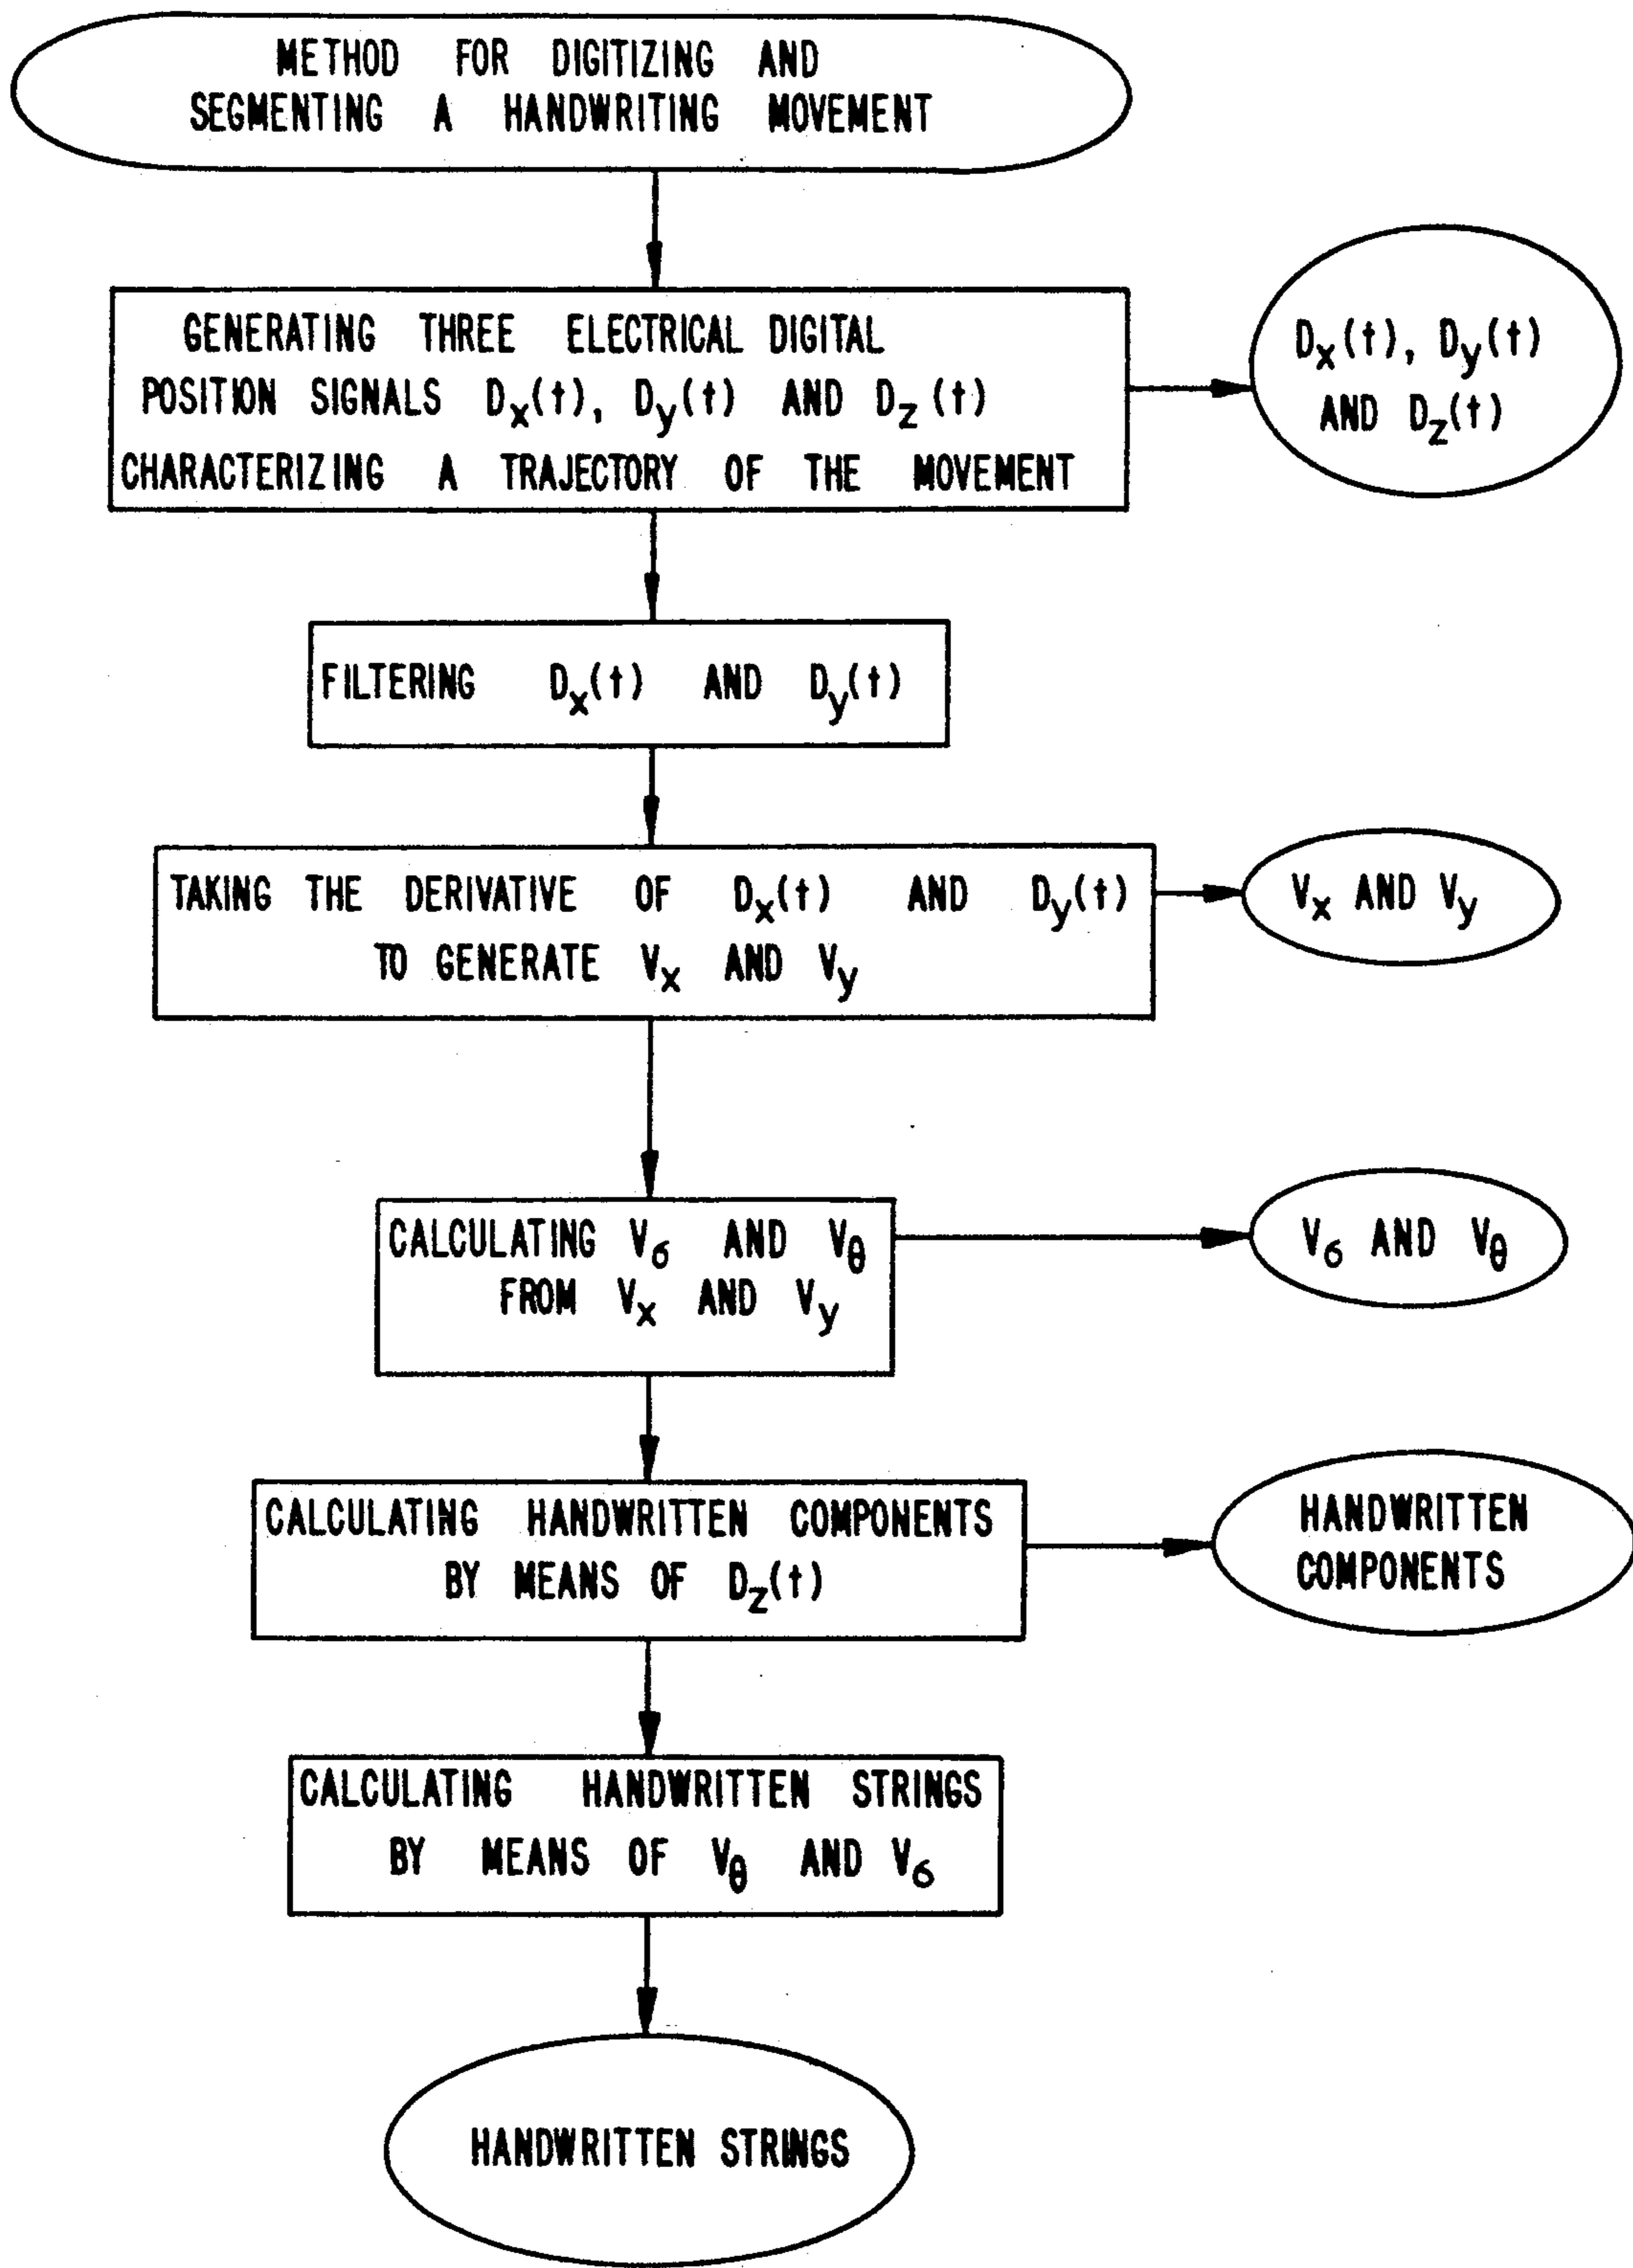 METHOD FOR DIGITIZING AND
SEGMENTING A HANDWRITING MOVEMENT
GENERATING THREE ELECTRICAL DIGITAL
POSITION SIGNALS Dx(t), Dy(t) AND Dz(t)
CHARACTERIZING A TRAJECTORY OF THE MOVEMENT
Dx(t), Dy(t)
AND Dz(t)
FILTERING Dx(t) AND Dy(t)
TAKING THE DERIVATIVE OF Dx(t) AND Dy(t)
TO GENERATE Vx AND Vy
Vx AND Vy
CALCULATING Vσ AND Vθ
FROM Vx AND Vy
Vσ AND Vθ
CALCULATING HANDWRITTEN COMPONENTS
BY MEANS OF Dz(t)
HANDWRITTEN
COMPONENTS
CALCULATING HANDWRITTEN STRINGS
BY MEANS OF Vθ AND Vσ
HANDWRITTEN STRINGS